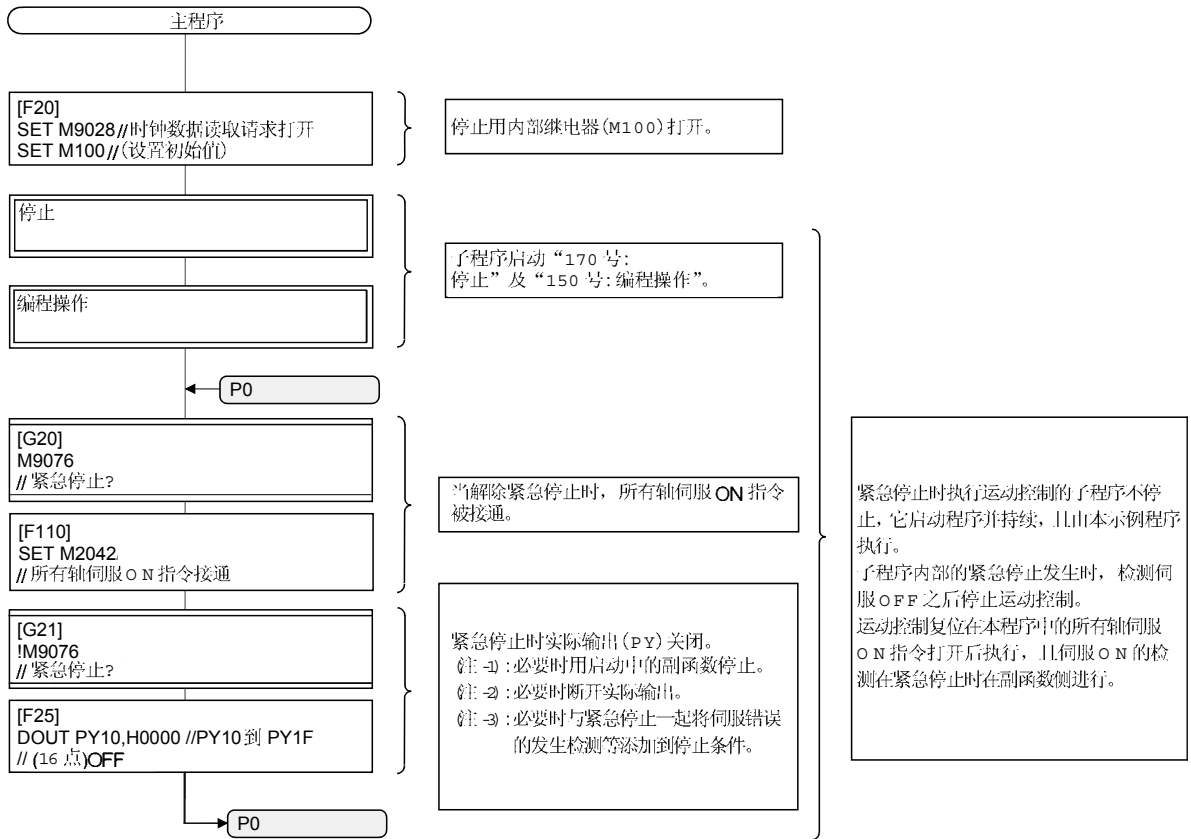 主程序
[F20]
SET M9028//时钟数据读取请求打开
SET M100//(设置初始值)
停止用内部继电器(M100)打开。
停止
编程操作
子程序启动“170 号:
停止”及“150 号:编程操作”。
P0
[G20]
M9076
//紧急停止?
[F110]
SET M2042
//所有轴伺服ON指令接通
当解除紧急停止时，所有轴伺服ON指令
被接通。
[G21]
!M9076
//紧急停止?
[F25]
DOUT PY10,H0000 //PY10到PY1F
// (16 点)OFF
紧急停止时实际输出(PY)关闭。
(注-1):必要时用启动中的副函数停止。
(注-2):必要时断开实际输出。
(注-3):必要时与紧急停止一起将伺服错误
的发生检测等添加到停止条件。
P0
紧急停止时执行运动控制的子程序不停
止，它启动程序并持续，且由本示例程序
执行。
子程序内部的紧急停止发生时，检测伺
服OFF之后停止运动控制。
运动控制复位在本程序中的所有轴伺服
ON指令打开后执行，且伺服ON的检
测在紧急停止时在副函数侧进行。